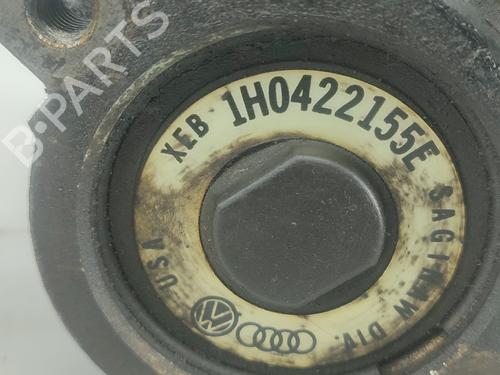 B-PARTS
XEB 1H0422155E SAGINAW DIV. USA